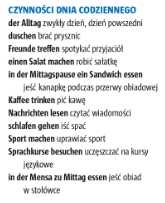 CZYNNOŚCI DNIA CODZIENNEGO
der Alltag zwykły dzień, dzień powszedni
duschen brać prysznic
Freunde treffen spotykać przyjaciół
einen Salat machen robić sałatkę
in der Mittagspause ein Sandwich essen
jeść kanapkę podczas przerwy obiadowej
Kaffee trinken pić kawę
Nachrichten lesen czytać wiadomości
schlafen gehen iść spać
Sport machen uprawiać sport
Sprachkurse besuchen uczęszczać na kursy
językowe
in der Mensa zu Mittag essen jeść obiad
w stołówce